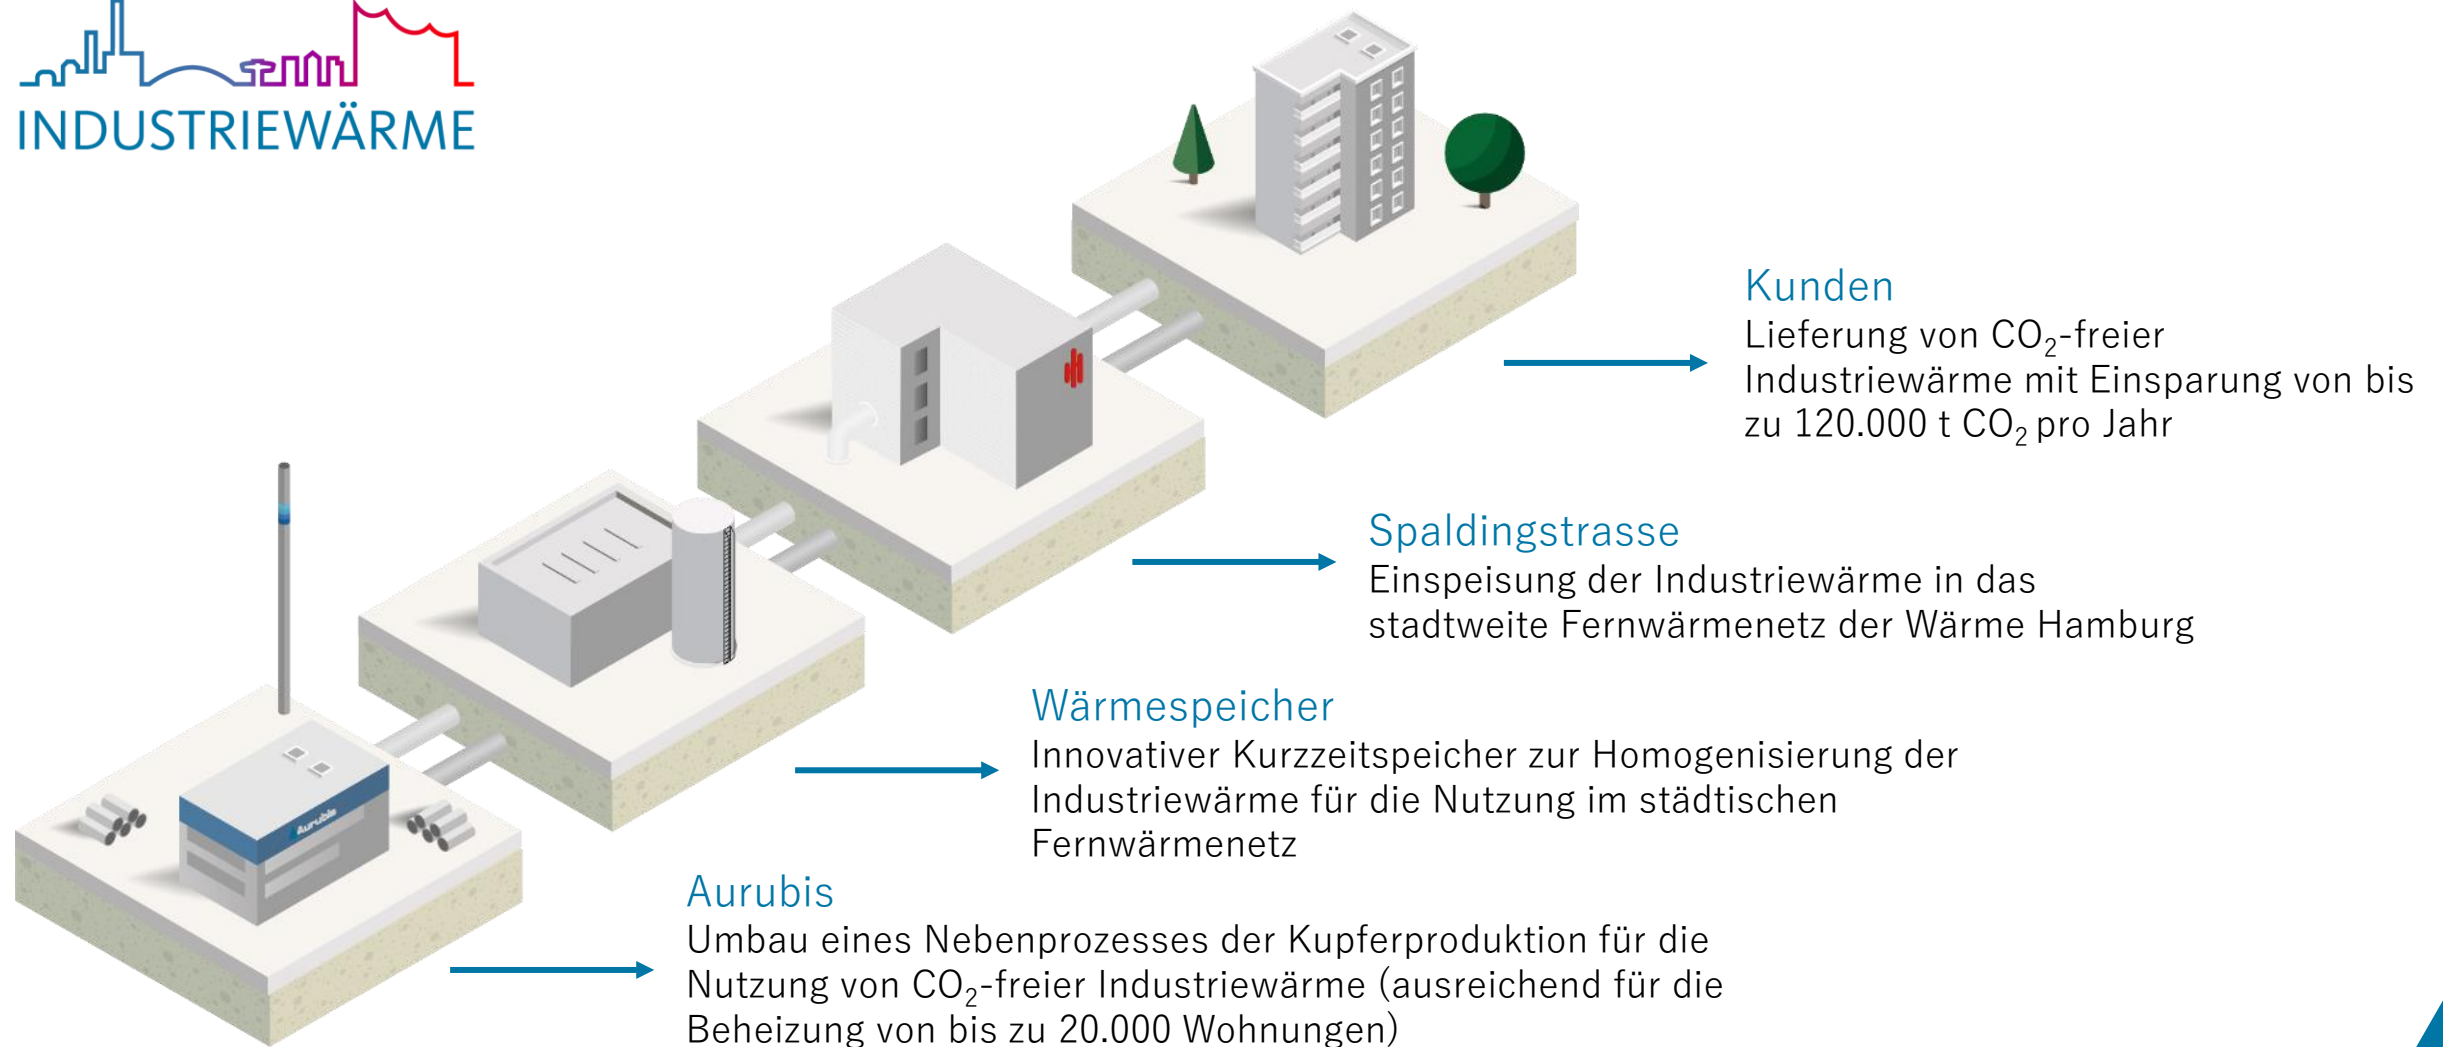 INDUSTRIEWÄRME
Kunden
Lieferung von CO₂-freier
Industriewärme mit Einsparung von bis
zu 120.000 t CO₂ pro Jahr
Spaldingstrasse
Einspeisung der Industriewärme in das
stadtweite Fernwärmenetz der Wärme Hamburg
Wärmespeicher
Innovativer Kurzzeitspeicher zur Homogenisierung der
Industriewärme für die Nutzung im städtischen
Fernwärmenetz
Aurubis
Aurubis
Umbau eines Nebenprozesses der Kupferproduktion für die
Nutzung von CO₂-freier Industriewärme (ausreichend für die
Beheizung von bis zu 20.000 Wohnungen)